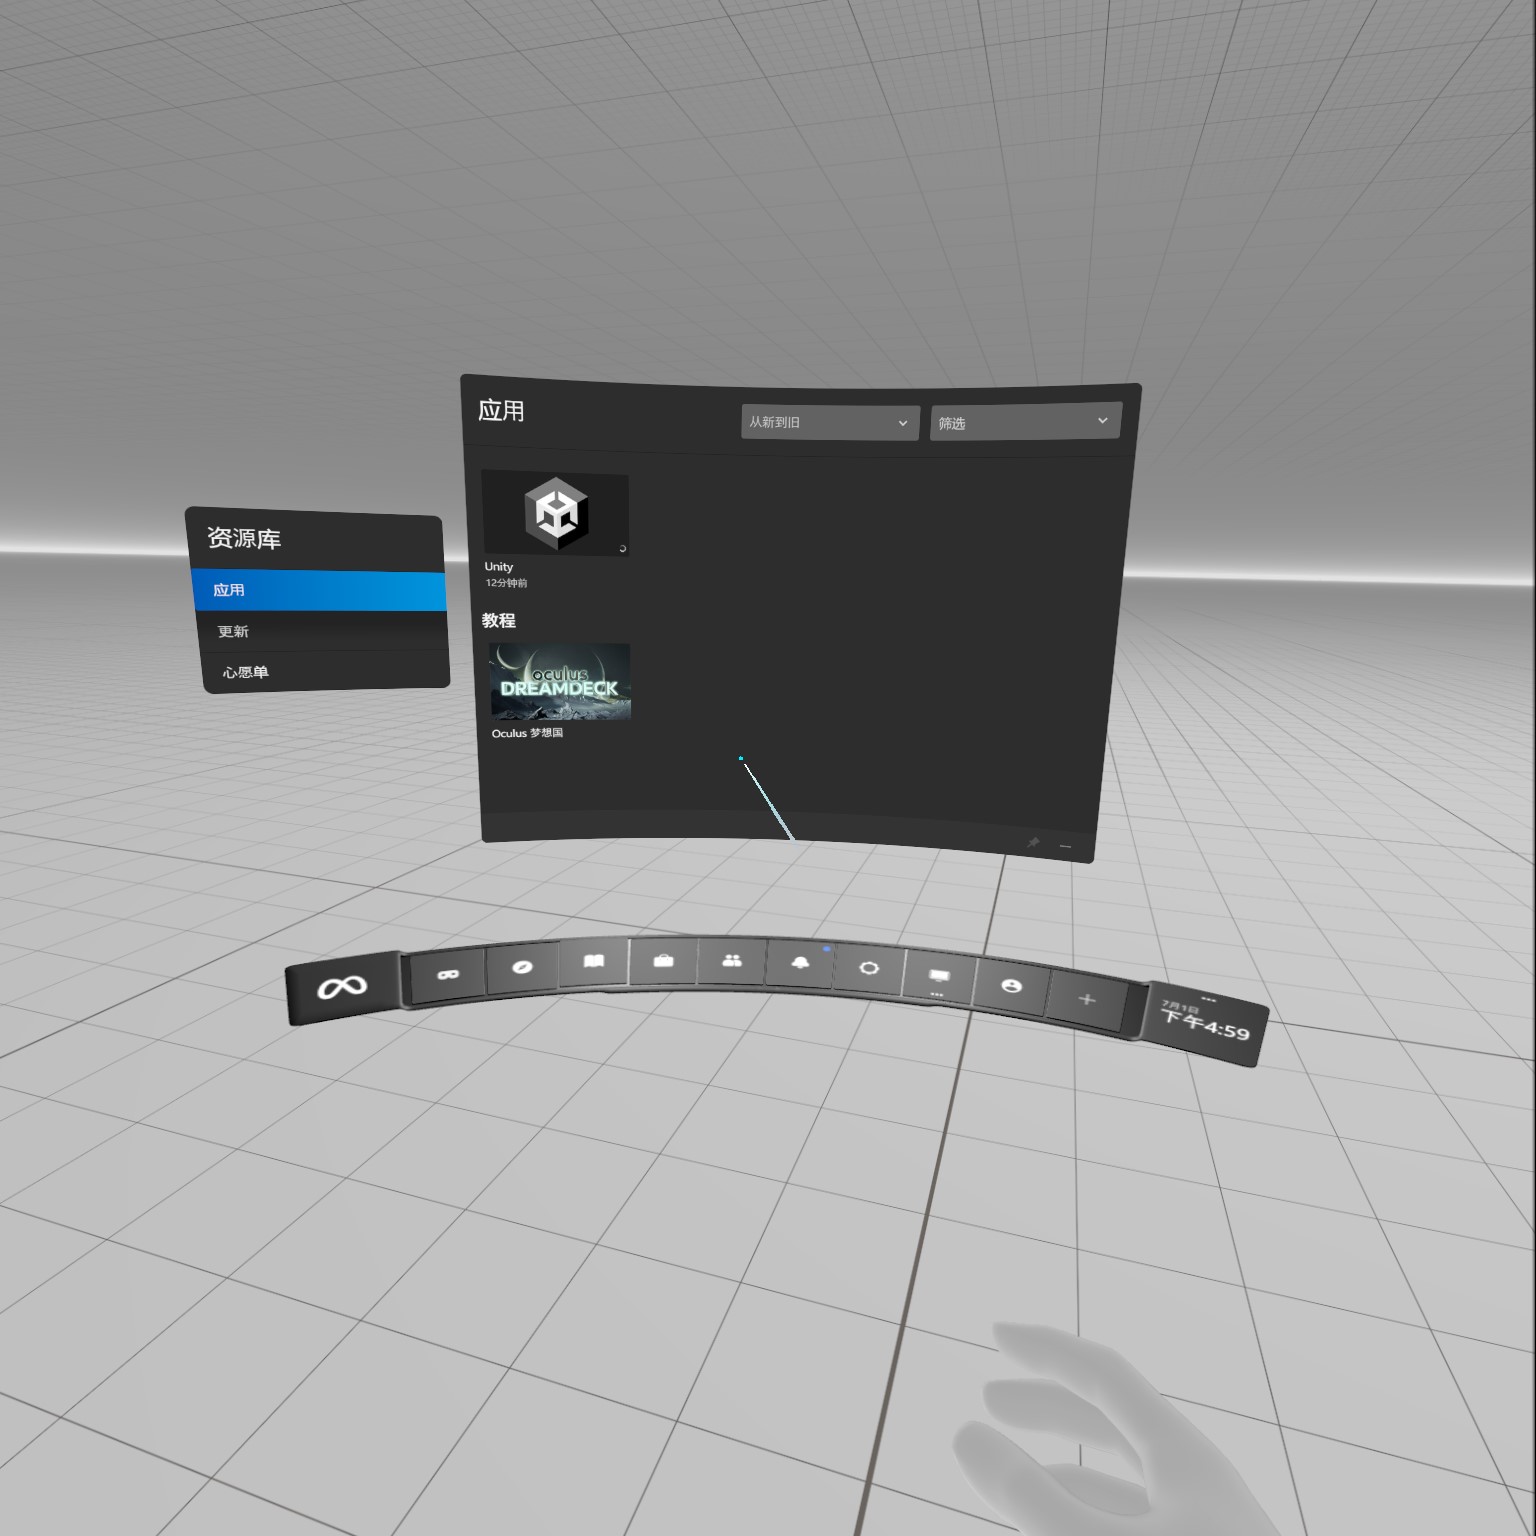 应用
从新到旧
筛选
Unity
12分钟前
教程
oculus
DREAMDECK
Oculus 梦想国
资源库
应用
更新
心愿单
7月1日
下午4:59